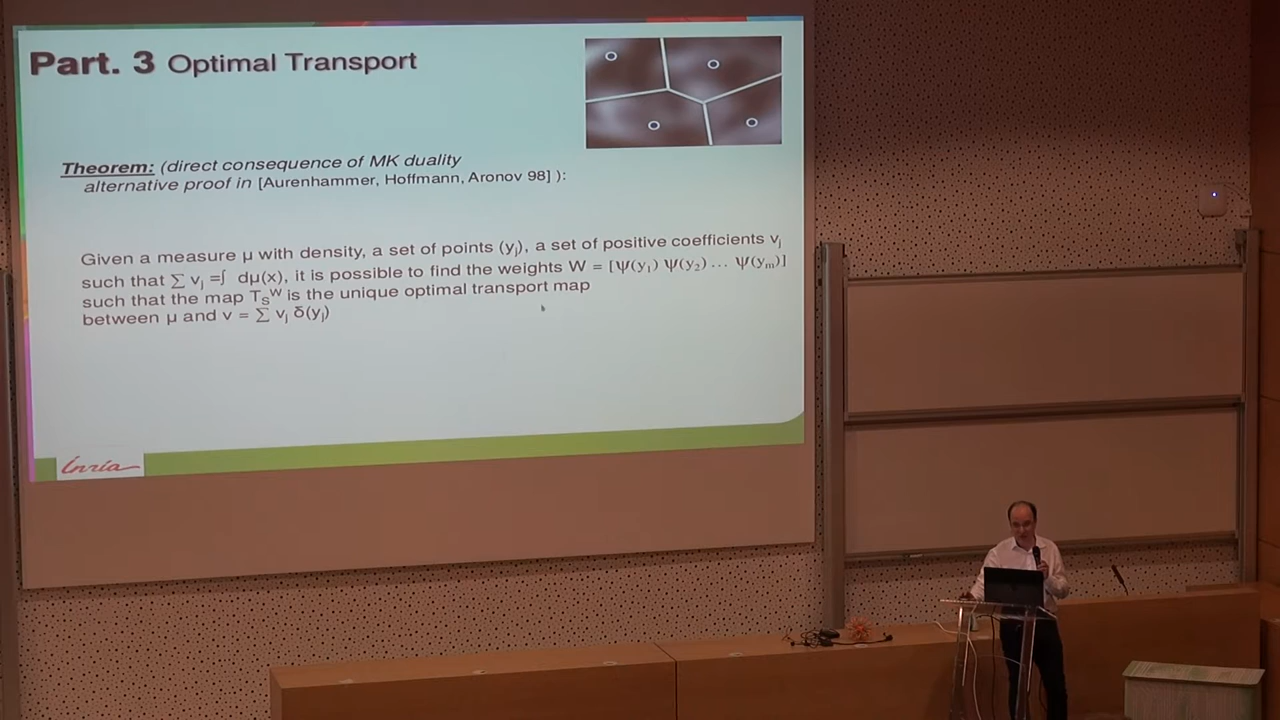 Part. 3 Optimal Transport
Theorem: (direct consequence of MK duality
alternative proof in [Aurenhammer, Hoffmann, Aronov 98] ):
Given a measure μ with density, a set of points (yⱼ), a set of positive coefficients vⱼ
such that ∑ vⱼ =∫ dμ(x), it is possible to find the weights W = [ψ(y₁) ψ(y₂) … ψ(yₘ)]
such that the map Tₛᵂ is the unique optimal transport map
between μ and v = ∑ vⱼ δ(yⱼ)
Inria